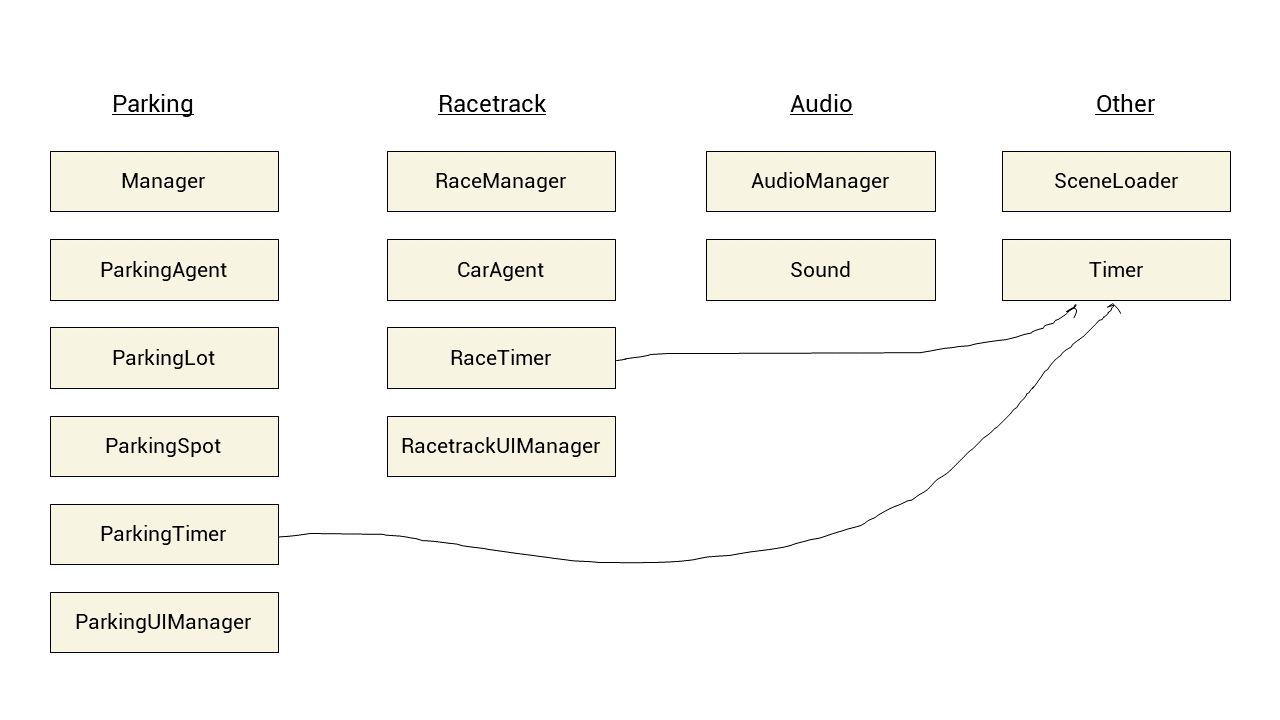 Parking
Manager
ParkingAgent
ParkingLot
ParkingSpot
ParkingTimer
ParkingUIManager
Racetrack
RaceManager
CarAgent
RaceTimer
RacetrackUIManager
Audio
AudioManager
Sound
Other
SceneLoader
Timer